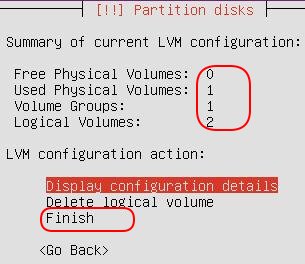 [!!] Partition disks
Summary of current LVM configuration:
Free Physical Volumes: 0
Used Physical Volumes: 1
Volume Groups: 1
Logical Volumes: 2
LVM configuration action:
Display configuration details
Delete logical volume
Finish
<Go Back>